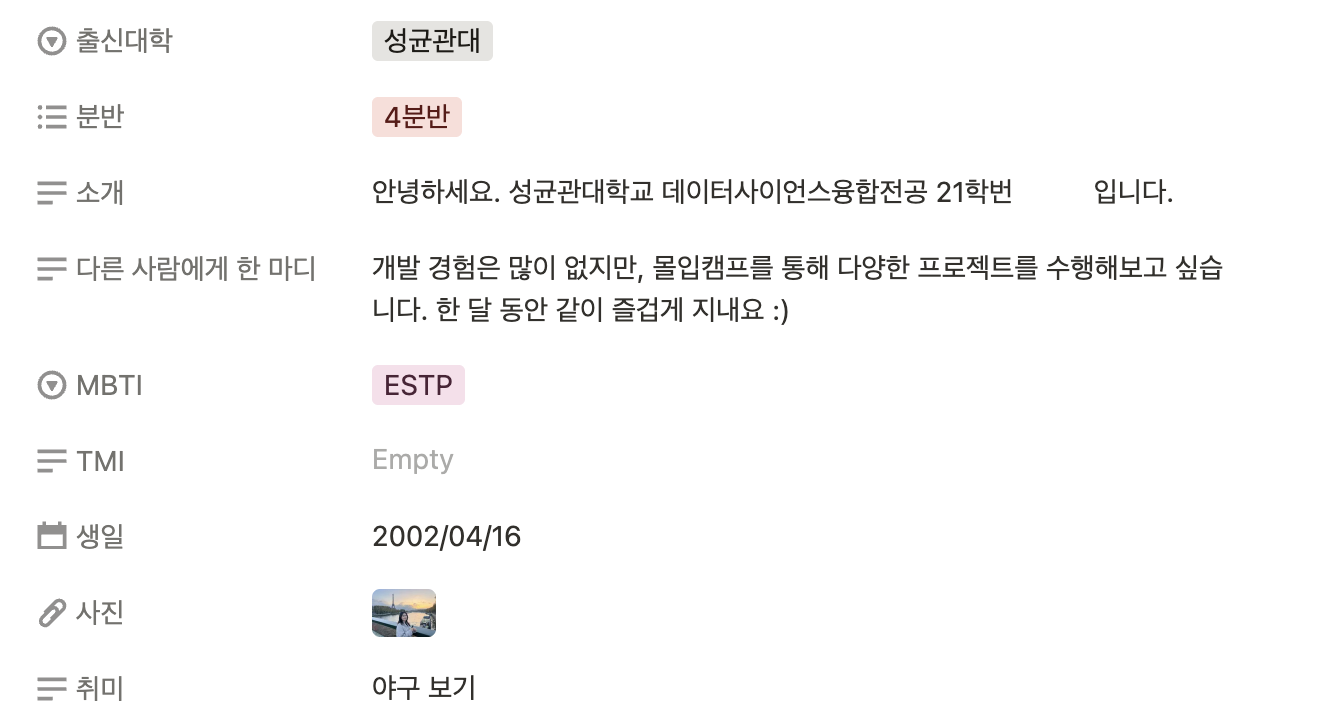 출신대학 성균관대
분반 4분반
소개 안녕하세요. 성균관대학교 데이터사이언스융합전공 21학번 입니다.
다른 사람에게 한 마디 개발 경험은 많이 없지만, 몰입캠프를 통해 다양한 프로젝트를 수행해보고 싶습
니다. 한 달 동안 같이 즐겁게 지내요 :)
MBTI ESTP
TMI Empty
생일 2002/04/16
사진
취미 야구 보기